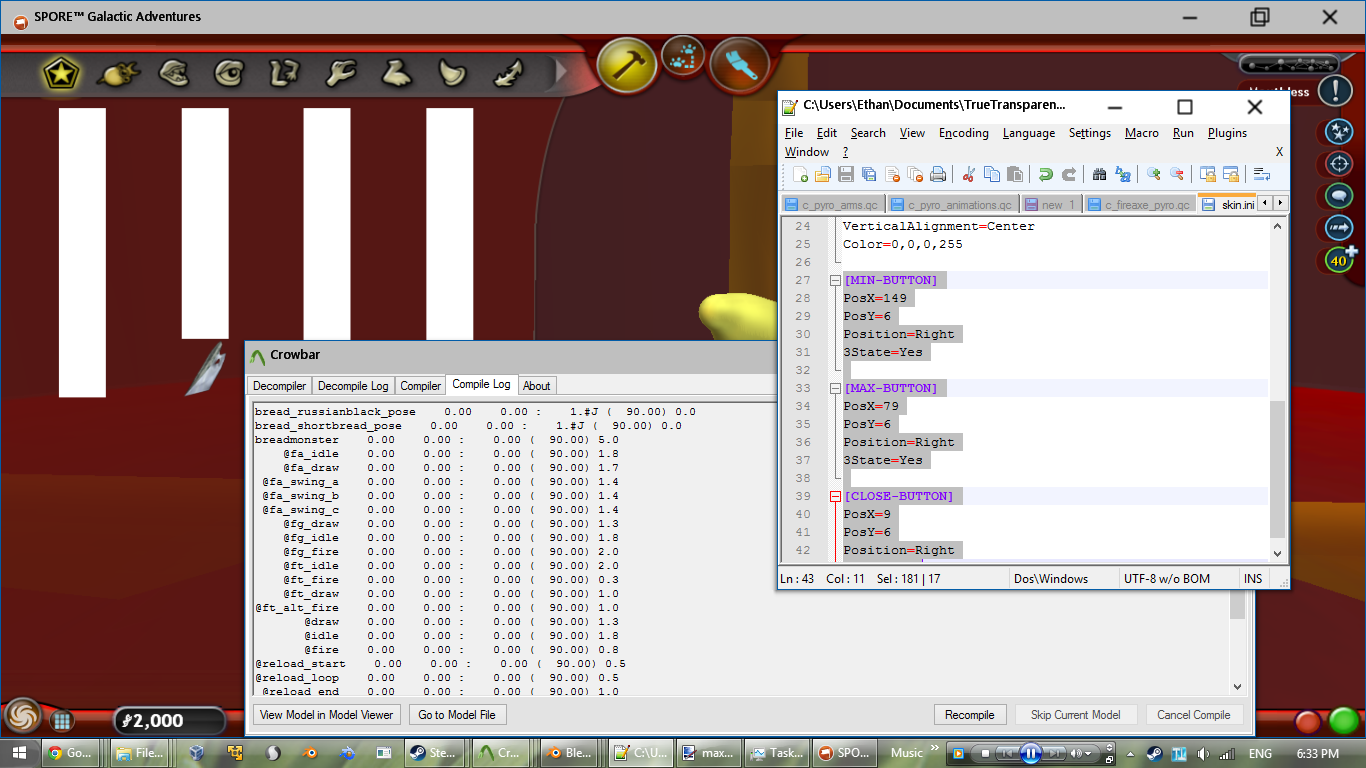 SPORE™ Galactic Adventures
C:\Users\Ethan\Documents\TrueTransparen...
File Edit Search View Encoding Language Settings Macro Run Plugins
Window ? X
c_pyro_arms.qc c_pyro_animations.qc new 1 c_fireaxe_pyro.qc skin.ini
24 VerticalAlignment=Center
25 Color=0,0,0,255
26
27 [MIN-BUTTON]
28 PosX=149
29 PosY=6
30 Position=Right
31 3State=Yes
32
33 [MAX-BUTTON]
34 PosX=79
35 PosY=6
36 Position=Right
37 3State=Yes
38
39 [CLOSE-BUTTON]
40 PosX=9
41 PosY=6
42 Position=Right
Ln : 43 Col : 11 Sel : 181 | 17 Dos\Windows UTF-8 w/o BOM INS
40
Crowbar
Decompiler Decompile Log Compiler Compile Log About
bread_russianblack_pose 0.00 0.00 : 1.#J ( 90.00) 0.0
bread_shortbread_pose 0.00 0.00 : 1.#J ( 90.00) 0.0
breadmonster 0.00 0.00 : 0.00 ( 90.00) 5.0
@fa_idle 0.00 0.00 : 0.00 ( 90.00) 1.8
@fa_draw 0.00 0.00 : 0.00 ( 90.00) 1.7
@fa_swing_a 0.00 0.00 : 0.00 ( 90.00) 1.4
@fa_swing_b 0.00 0.00 : 0.00 ( 90.00) 1.4
@fa_swing_c 0.00 0.00 : 0.00 ( 90.00) 1.4
@fg_draw 0.00 0.00 : 0.00 ( 90.00) 1.3
@fg_idle 0.00 0.00 : 0.00 ( 90.00) 1.8
@fg_fire 0.00 0.00 : 0.00 ( 90.00) 2.0
@ft_idle 0.00 0.00 : 0.00 ( 90.00) 2.0
@ft_fire 0.00 0.00 : 0.00 ( 90.00) 0.3
@ft_draw 0.00 0.00 : 0.00 ( 90.00) 1.0
@ft_alt_fire 0.00 0.00 : 0.00 ( 90.00) 1.0
@draw 0.00 0.00 : 0.00 ( 90.00) 1.3
@idle 0.00 0.00 : 0.00 ( 90.00) 1.8
@fire 0.00 0.00 : 0.00 ( 90.00) 0.8
@reload_start 0.00 0.00 : 0.00 ( 90.00) 0.5
@reload_loop 0.00 0.00 : 0.00 ( 90.00) 0.5
@reload_end 0.00 0.00 : 0.00 ( 90.00) 1.0
View Model in Model Viewer Go to Model File Recompile Skip Current Model Cancel Compile
2,000
Go... File... Ste... Cr... Ble... C:\U... max... Task... SPO... Music » ENG 6:33 PM